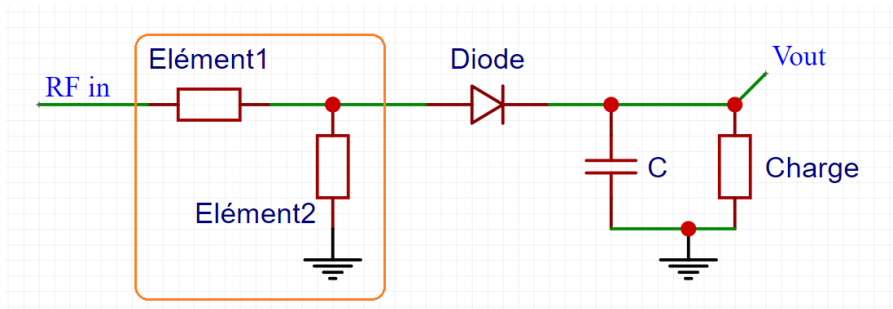 Elément1
Diode
Vout
RF in
C
Charge
Elément2